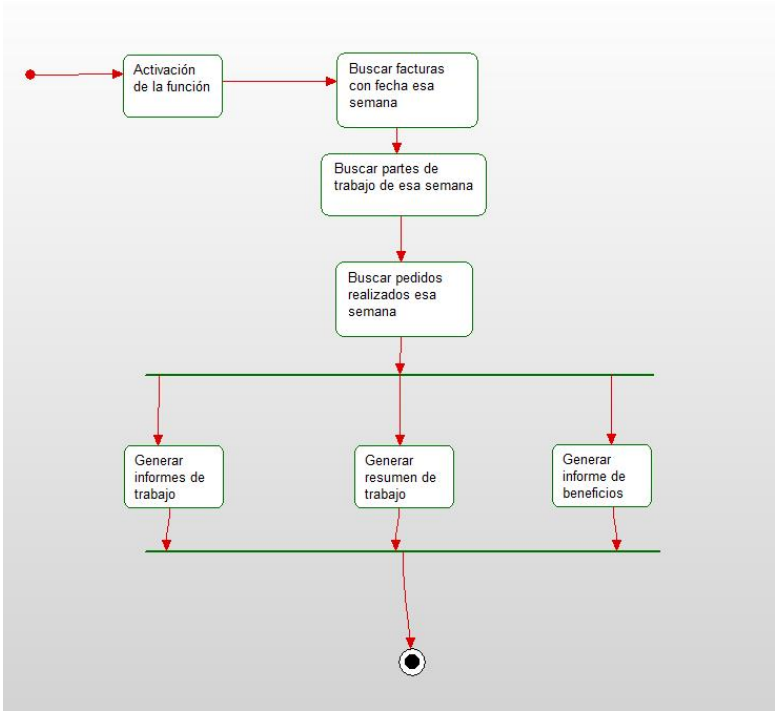 Activación
de la función
Buscar facturas
con fecha esa
semana
Buscar partes de
trabajo de esa semana
Buscar pedidos
realizados esa
semana
Generar
informes de
trabajo
Generar
resumen de
trabajo
Generar
informe de
beneficios